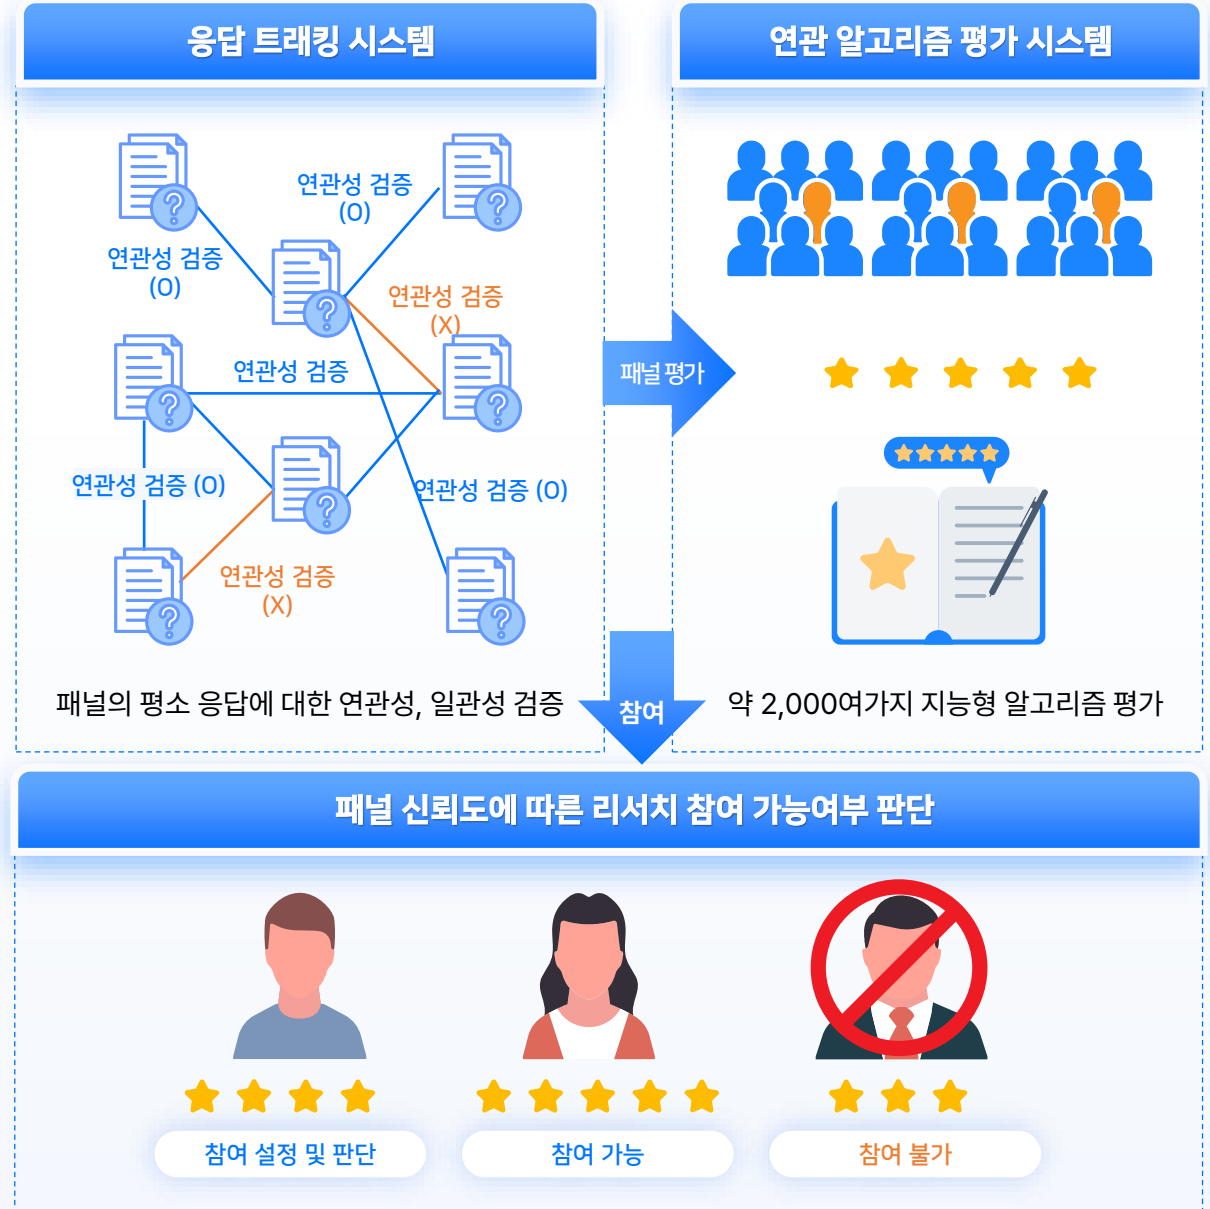 응답 트래킹 시스템
연관 알고리즘 평가 시스템
연관성 검증
(O)
연관성 검증
(O)
연관성 검증
(X)
연관성 검증
연관성 검증 (O)
연관성 검증 (O)
연관성 검증
(X)
패널 평가
패널의 평소 응답에 대한 연관성, 일관성 검증
참여
약 2,000여가지 지능형 알고리즘 평가
패널 신뢰도에 따른 리서치 참여 가능여부 판단
참여 설정 및 판단
참여 가능
참여 불가